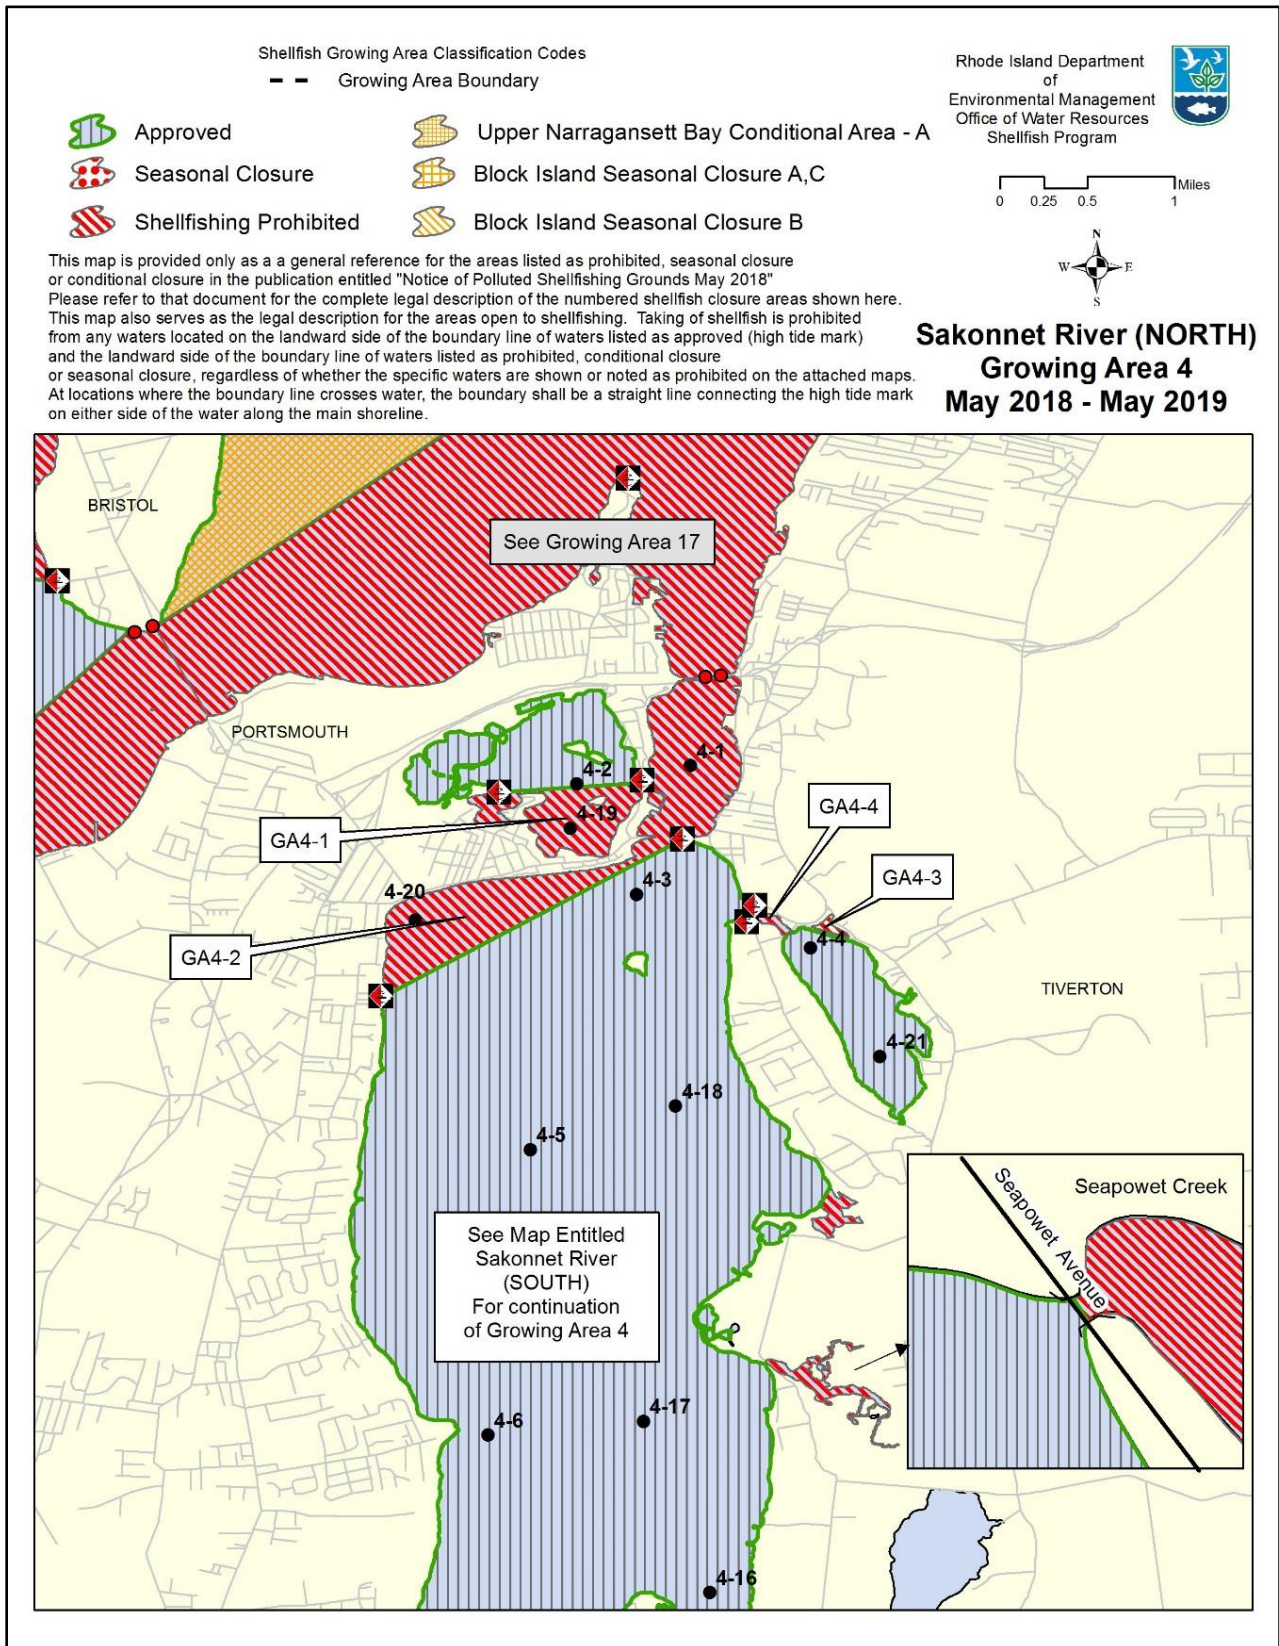 Shellfish Growing Area Classification Codes
Growing Area Boundary
Approved
Seasonal Closure
Shellfishing Prohibited
Upper Narragansett Bay Conditional Area - A
Block Island Seasonal Closure A,C
Block Island Seasonal Closure B
Rhode Island Department
of
Environmental Management
Office of Water Resources
Shellfish Program
Miles
0 0.25 0.5 1
N
W E
S
This map is provided only as a a general reference for the areas listed as prohibited, seasonal closure
or conditional closure in the publication entitled "Notice of Polluted Shellfishing Grounds May 2018"
Please refer to that document for the complete legal description of the numbered shellfish closure areas shown here.
This map also serves as the legal description for the areas open to shellfishing. Taking of shellfish is prohibited
from any waters located on the landward side of the boundary line of waters listed as approved (high tide mark)
and the landward side of the boundary line of waters listed as prohibited, conditional closure
or seasonal closure, regardless of whether the specific waters are shown or noted as prohibited on the attached maps.
At locations where the boundary line crosses water, the boundary shall be a straight line connecting the high tide mark
on either side of the water along the main shoreline.
Sakonnet River (NORTH)
Growing Area 4
May 2018 - May 2019
BRISTOL
See Growing Area 17
PORTSMOUTH
4-1
4-2
GA4-4
4-19
GA4-1
GA4-3
4-3
4-20
4-4
GA4-2
TIVERTON
4-21
4-18
4-5
See Map Entitled
Sakonnet River
(SOUTH)
For continuation
of Growing Area 4
Seapowet Creek
Seapowet Avenue
4-17
4-6
4-16